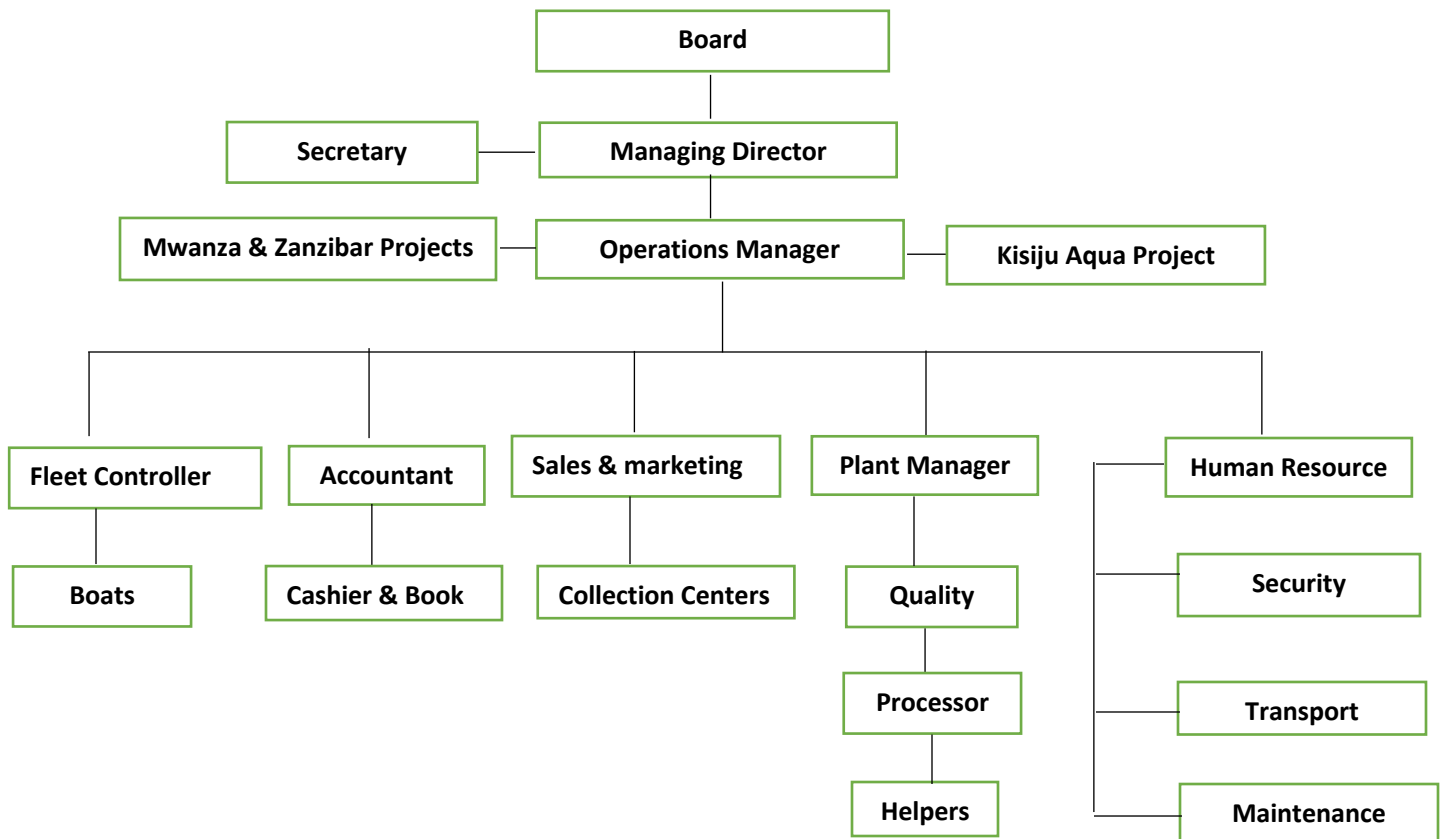 Board
Secretary
Managing Director
Mwanza & Zanzibar Projects
Operations Manager
Kisiju Aqua Project
Fleet Controller
Accountant
Sales & marketing
Plant Manager
Human Resource
Boats
Cashier & Book
Collection Centers
Quality
Security
Processor
Transport
Helpers
Maintenance